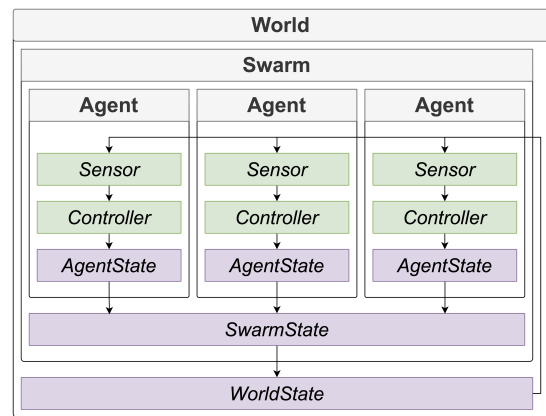 World
Swarm
Agent Agent Agent
Sensor Sensor Sensor
Controller Controller Controller
AgentState AgentState AgentState
SwarmState
WorldState